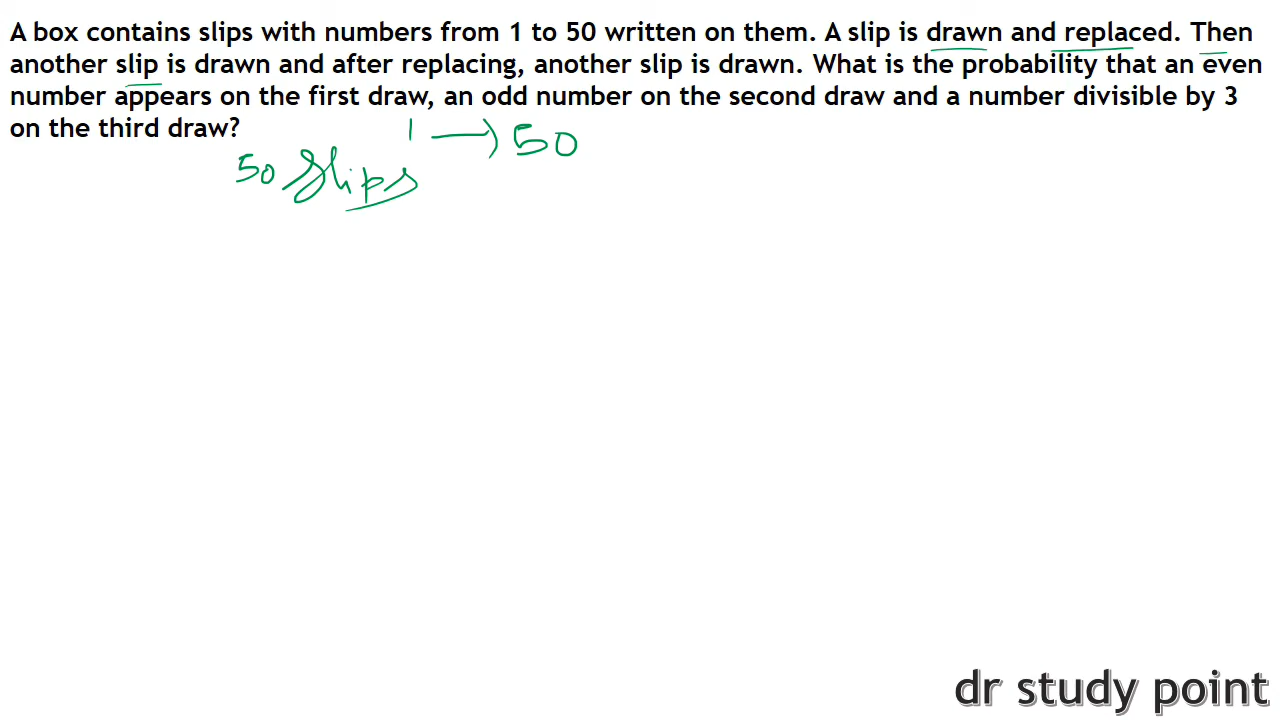 A box contains slips with numbers from 1 to 50 written on them. A slip is drawn and replaced. Then
another slip is drawn and after replacing, another slip is drawn. What is the probability that an even
number appears on the first draw, an odd number on the second draw and a number divisible by 3
on the third draw?
1 → 50
50 slips
dr study point